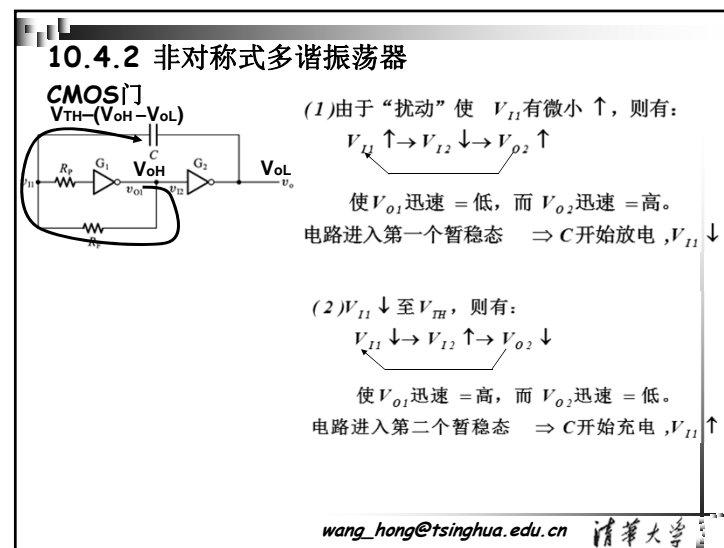 10.4.2 非对称式多谐振荡器
CMOS门
VTH–(VOH –VOL)
C
RP G1 VOH G2 VOL
vI1 vO1 vI2 vo
RF
(1)由于“扰动”使 VI1有微小 ↑，则有：
VI1 ↑→ VI2 ↓→ VO2 ↑
使VO1迅速 =低，而 VO2迅速 =高。
电路进入第一个暂稳态 ⇒ C开始放电 ,VI1 ↓
(2)VI1 ↓至VTH，则有：
VI1 ↓→ VI2 ↑→ VO2 ↓
使VO1迅速 =高，而 VO2迅速 =低。
电路进入第二个暂稳态 ⇒ C开始充电 ,VI1 ↑
wang_hong@tsinghua.edu.cn 清华大学